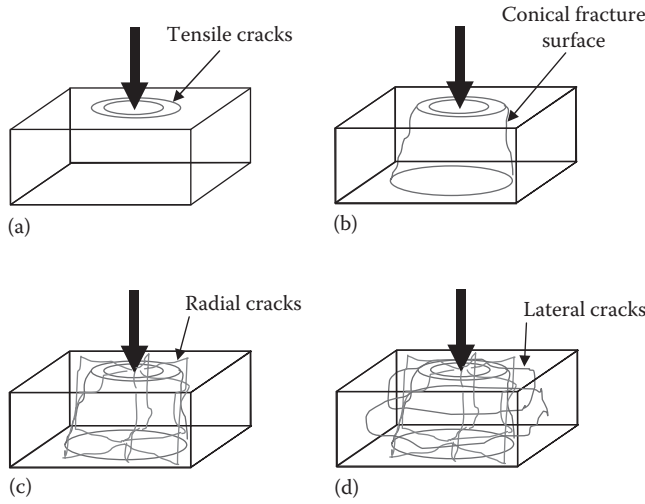 Tensile cracks
(a)
Conical fracture
surface
(b)
Radial cracks
(c)
Lateral cracks
(d)